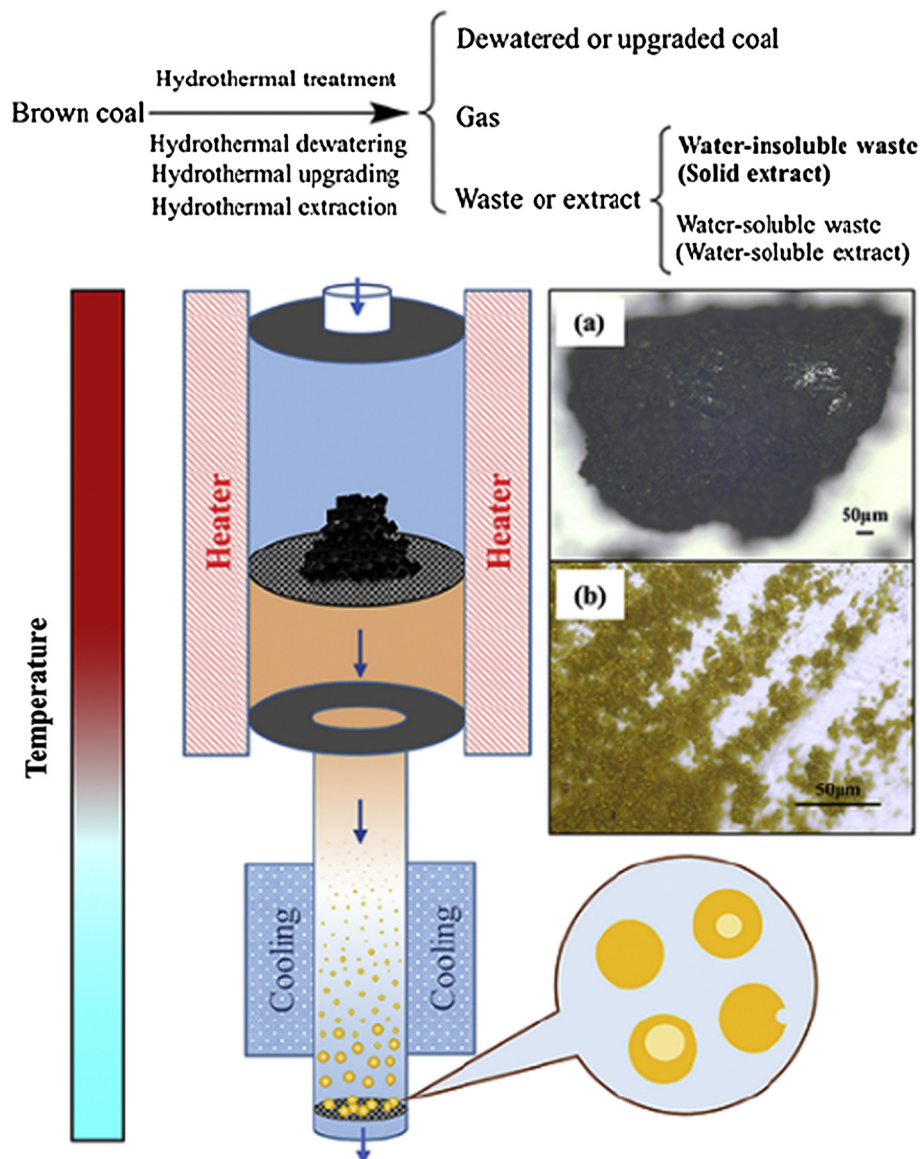 Dewatered or upgraded coal
Hydrothermal treatment
Brown coal
Gas
Hydrothermal dewatering
Hydrothermal upgrading
Hydrothermal extraction
Waste or extract
Water-insoluble waste
(Solid extract)
Water-soluble waste
(Water-soluble extract)
Temperature
Heater
Heater
Cooling
Cooling
(a)
50μm
(b)
50μm